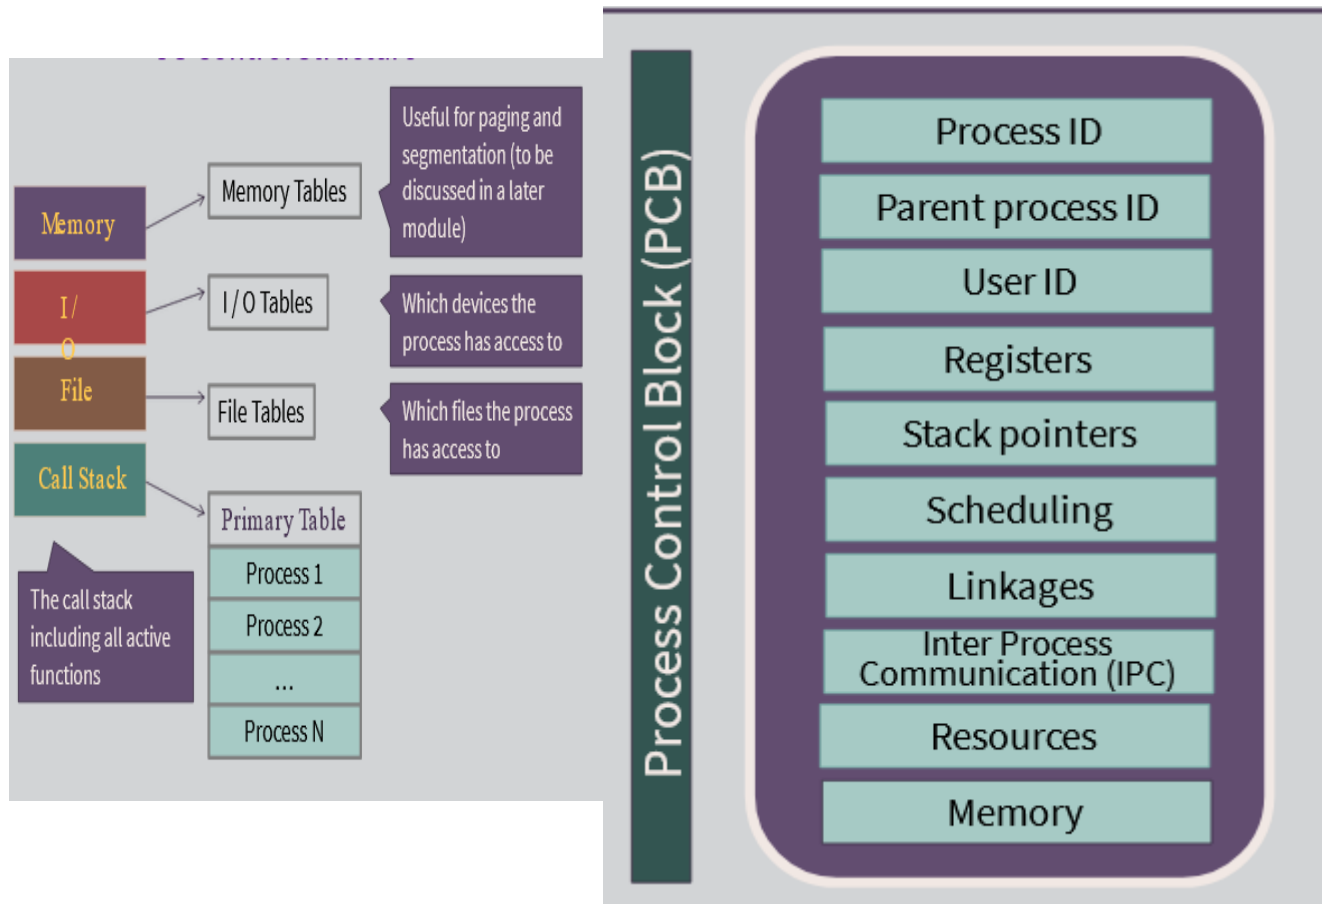 Memory
I /
O
File
Call Stack
The call stack
including all active
functions
Memory Tables
I / O Tables
File Tables
Primary Table
Process 1
Process 2
...
Process N
Useful for paging and
segmentation (to be
discussed in a later
module)
Which devices the
process has access to
Which files the process
has access to
Process Control Block (PCB)
Process ID
Parent process ID
User ID
Registers
Stack pointers
Scheduling
Linkages
Inter Process
Communication (IPC)
Resources
Memory